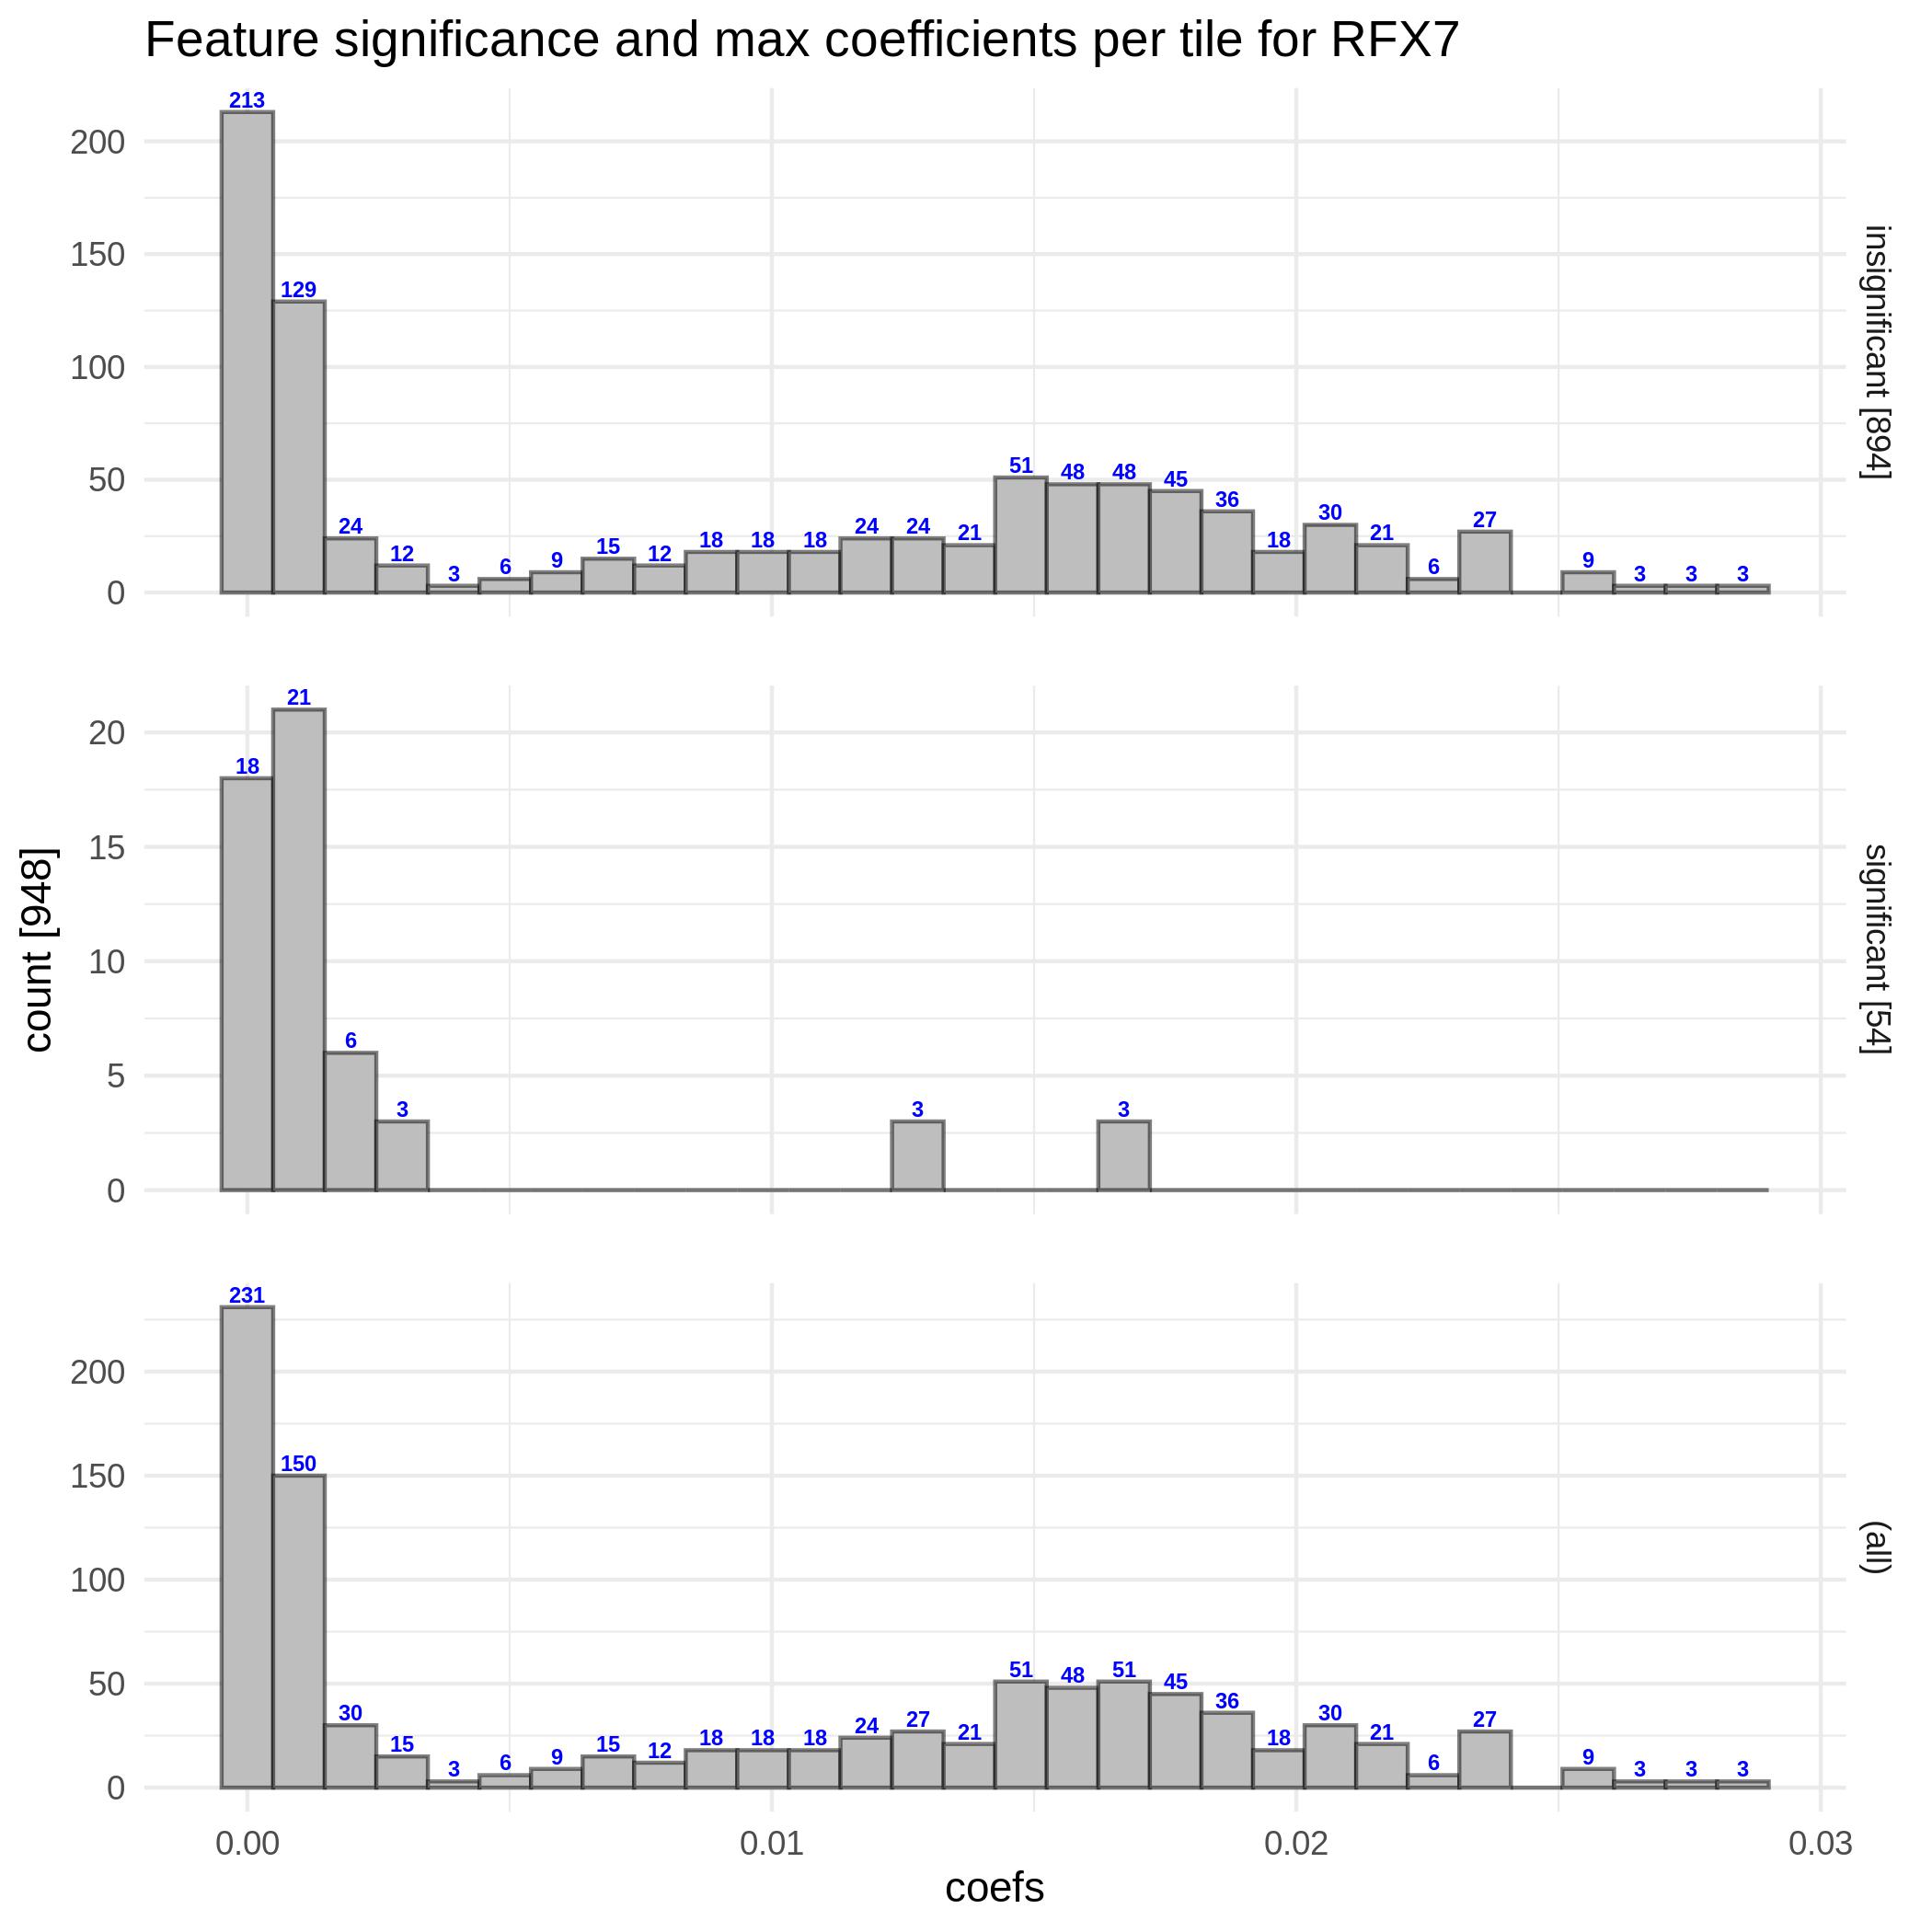 Feature significance and max coefficients per tile for RFX7
213
200
150
129
100
50
51 48 48 45 36 30 27
24 12 3 6 9 15 12 18 18 18 24 24 21 18 21 6 9 3 3 3
0
insignificant [894]
21
20
18
15
10
6
5
3 3 3
0
significant [54]
count [948]
231
200
150
150
100
50
51 48 51 45 36 30 27
30 15 3 6 9 15 12 18 18 18 24 27 21 18 21 6 9 3 3 3
0
(all)
0.00 0.01 0.02 0.03
coefs